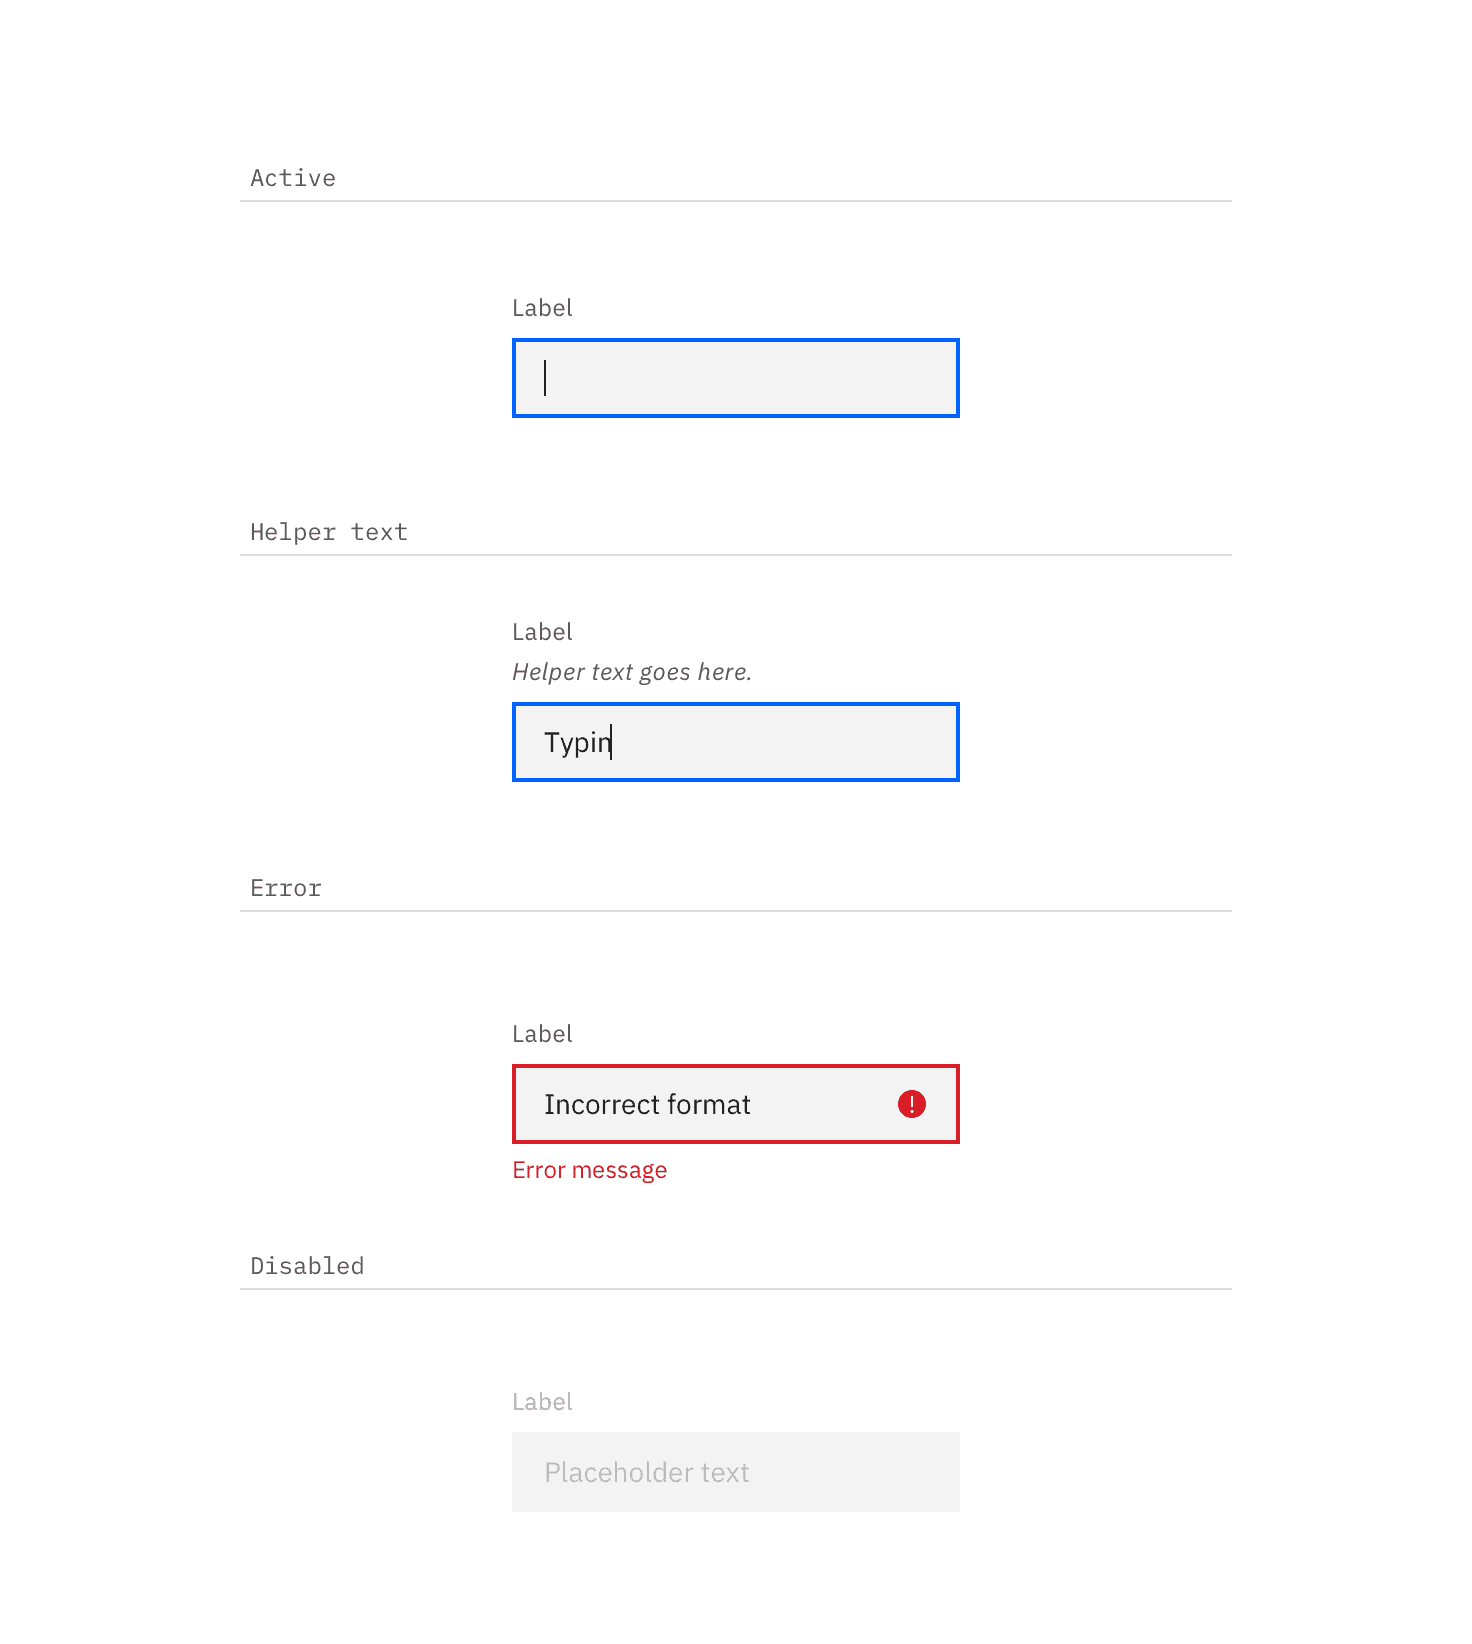 Active
Label
Helper text
Label
Helper text goes here.
Typin
Error
Label
Incorrect format
Error message
Disabled
Label
Placeholder text